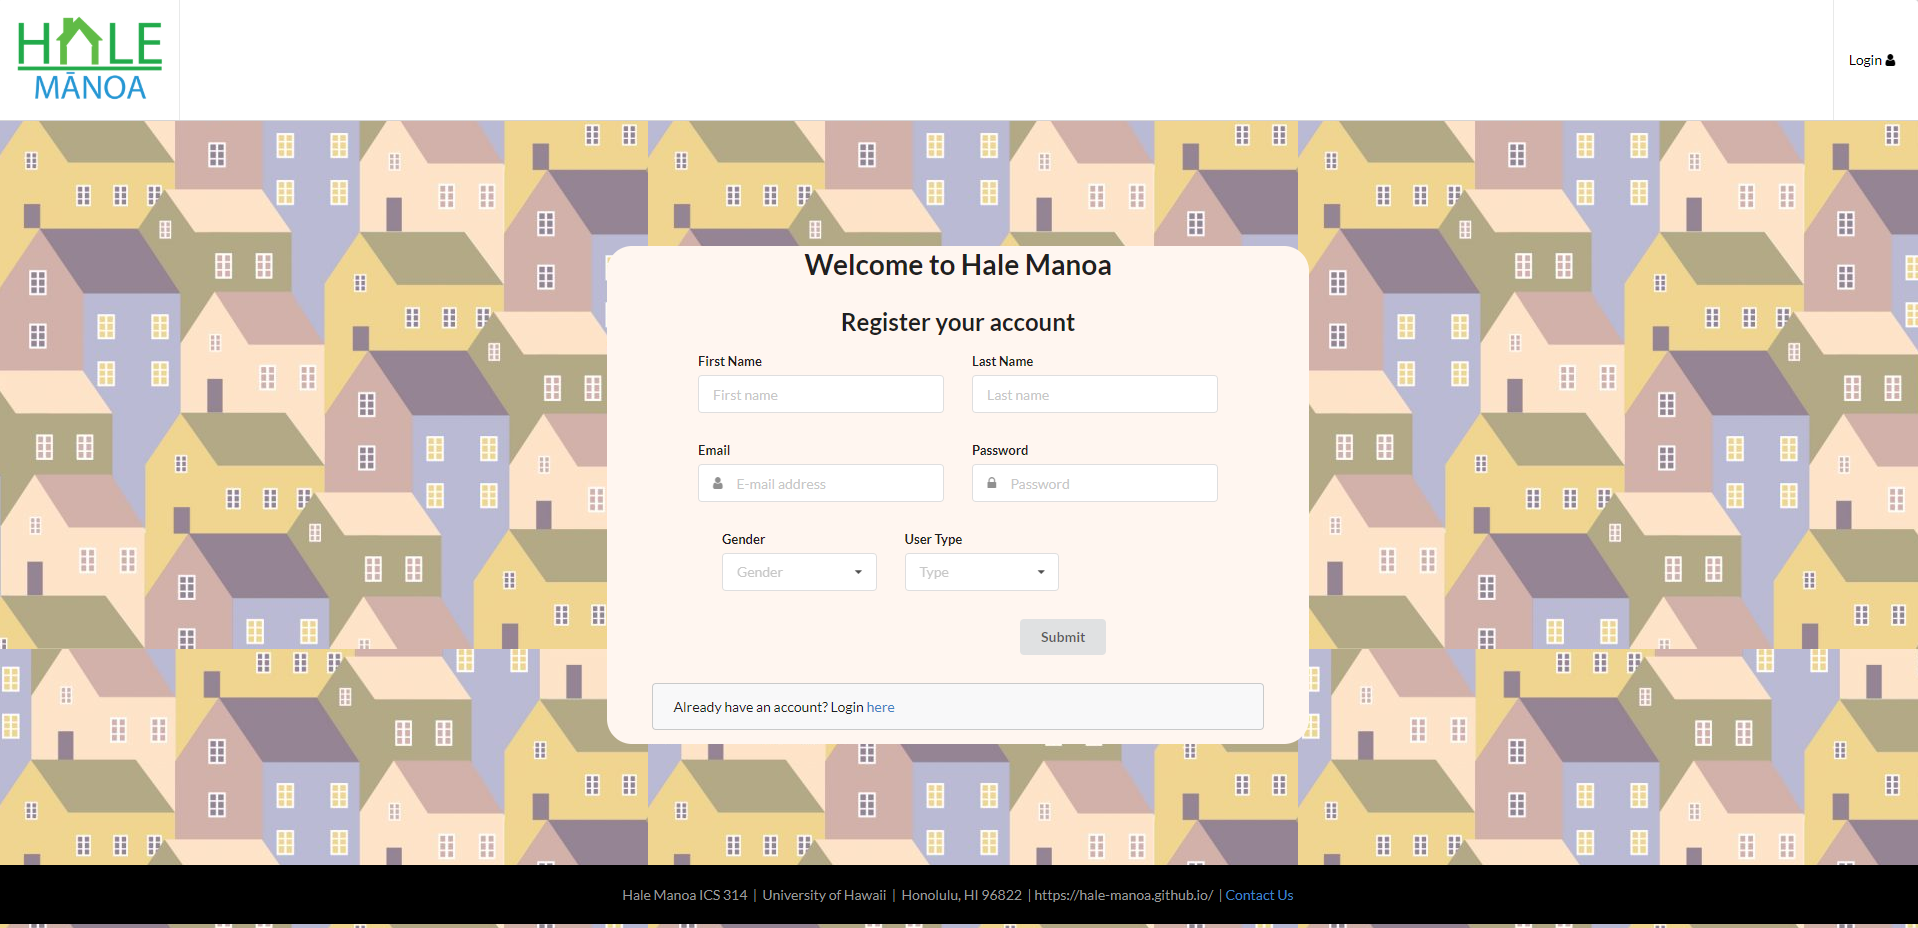 HALE
MĀNOA
Login
Welcome to Hale Manoa
Register your account
First Name
Last Name
First name
Last name
Email
Password
E-mail address
Password
Gender
User Type
Gender
Type
Submit
Already have an account? Login here
Hale Manoa ICS 314 | University of Hawaii | Honolulu, HI 96822 | https://hale-manoa.github.io/ | Contact Us